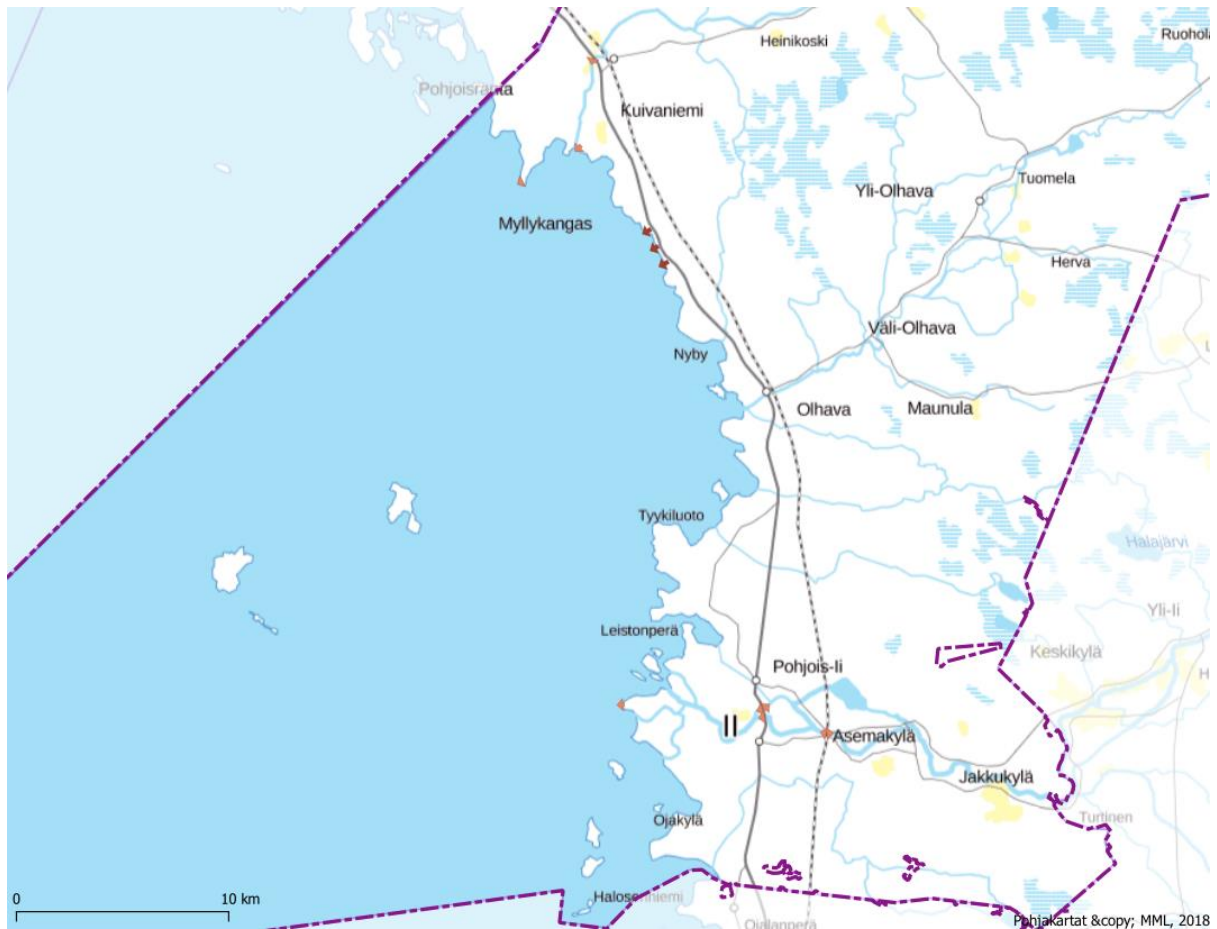 Heinikoski
Ruohola
Pohjoisranta
Kuivaniemi
Tuomela
Yli-Olhava
Myllykangas
Herva
Väli-Olhava
Nyby
Olhava
Maunula
Tyykiluoto
Halajärvi
Yli-Ii
Leistonperä
Keskikylä
Pohjois-Ii
II
Asemakylä
Jakkukylä
Turtinen
Ojakylä
0 10 km
Halosenniemi
Ojallanperä
Pohjakartat &copy; MML, 2018